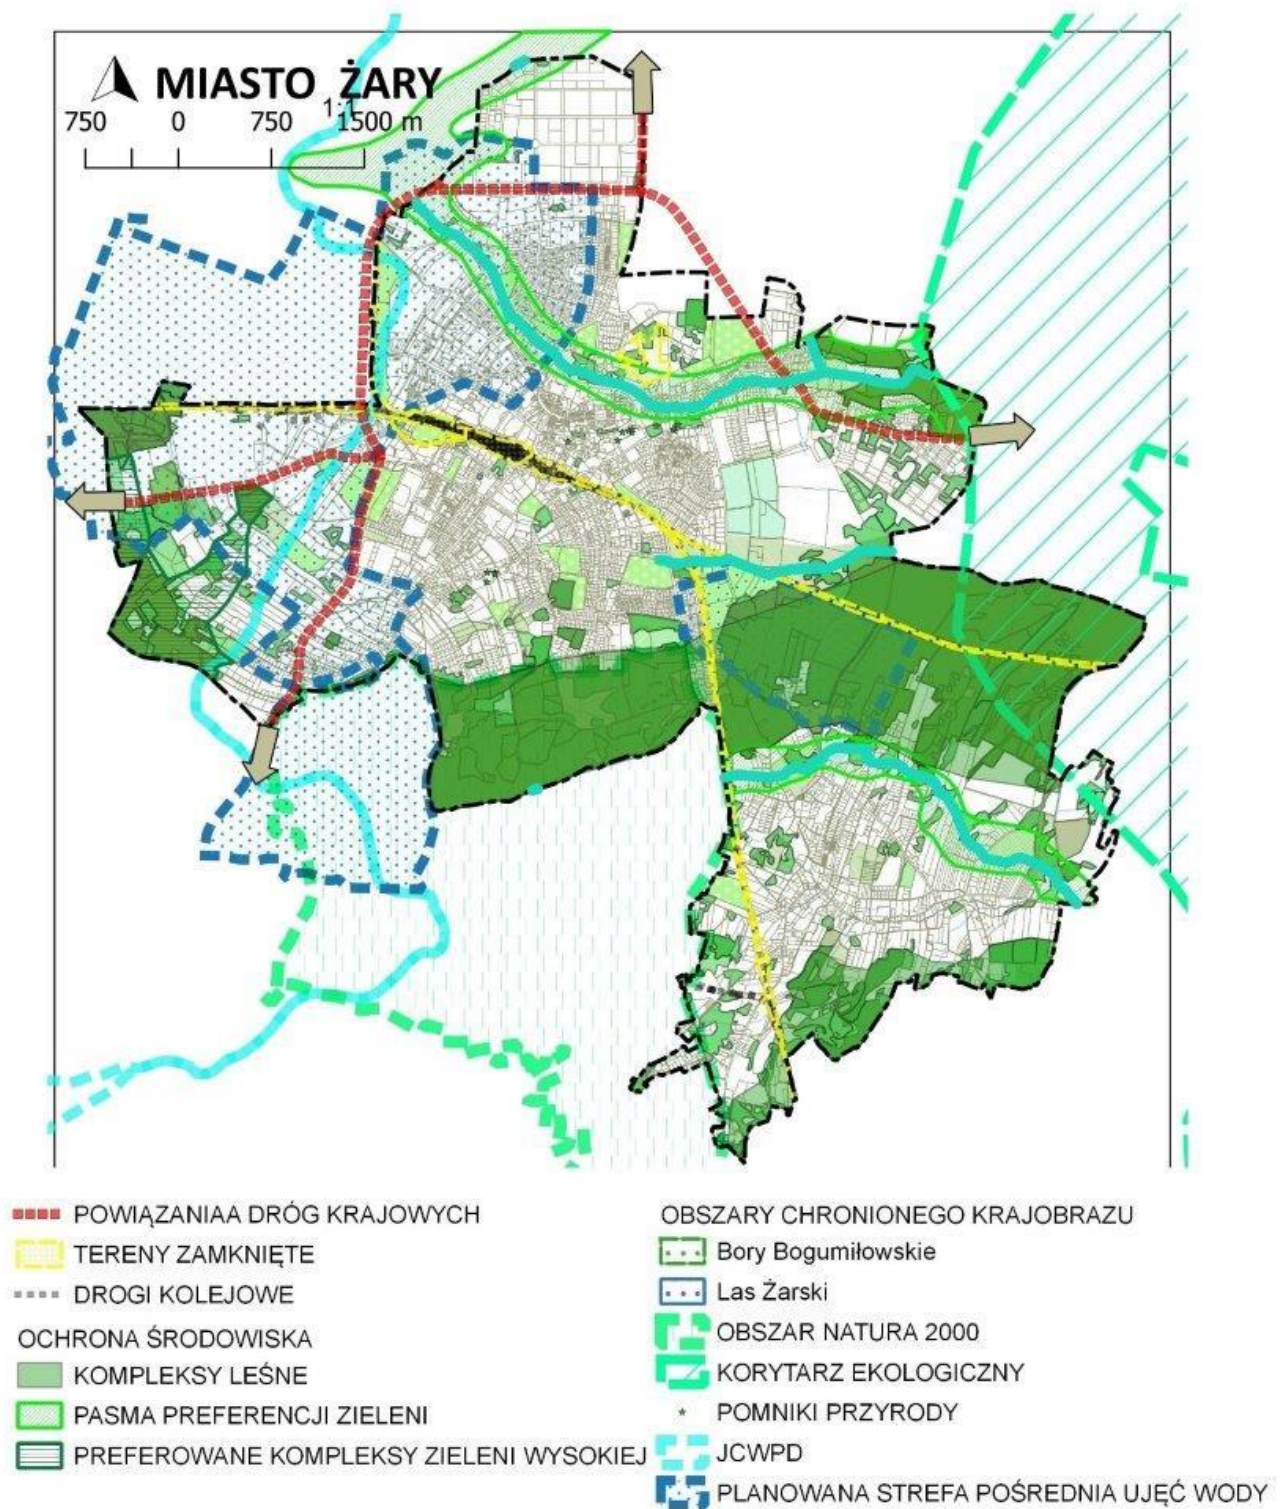 MIASTO ŻARY
1:1
750 0 750 1500 m
POWIĄZANIAA DRÓG KRAJOWYCH
TERENY ZAMKNIĘTE
DROGI KOLEJOWE
OCHRONA ŚRODOWISKA
KOMPLEKSY LEŚNE
PASMA PREFERENCJI ZIELENI
PREFEROWANE KOMPLEKSY ZIELENI WYSOKIEJ
OBSZARY CHRONIONEGO KRAJOBRAZU
Bory Bogumiłowskie
Las Żarski
OBSZAR NATURA 2000
KORYTARZ EKOLOGICZNY
POMNIKI PRZYRODY
JCWPD
PLANOWANA STREFA POŚREDNIA UJĘĆ WODY